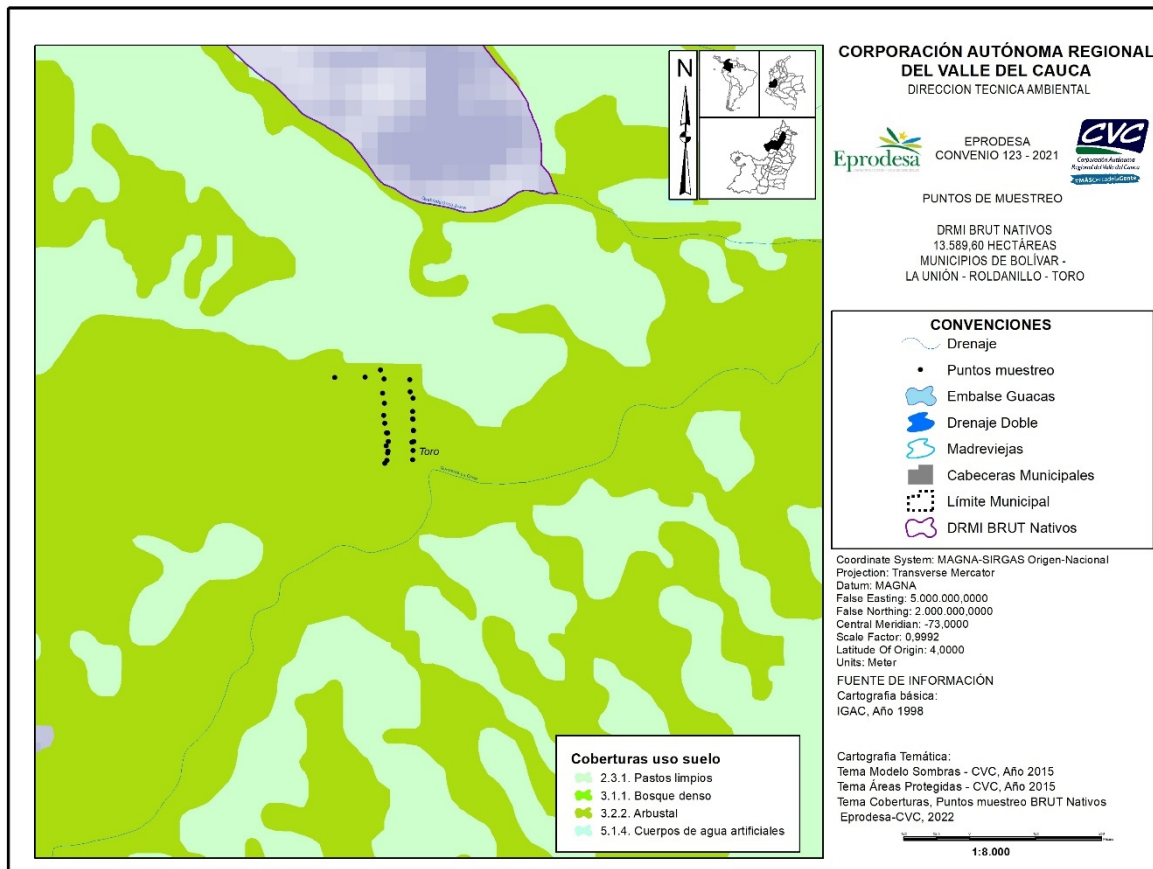 N
Toro
Coberturas uso suelo
2.3.1. Pastos limpios
3.1.1. Bosque denso
3.2.2. Arbustal
5.1.4. Cuerpos de agua artificiales
CORPORACIÓN AUTÓNOMA REGIONAL
DEL VALLE DEL CAUCA
DIRECCION TECNICA AMBIENTAL
Eprodesa
EPRODESA
CONVENIO 123 - 2021
CVC
Corporación Autónoma
Regional del Valle del Cauca
PUNTOS DE MUESTREO
DRMI BRUT NATIVOS
13.589,60 HECTÁREAS
MUNICIPIOS DE BOLÍVAR -
LA UNIÓN - ROLDANILLO - TORO
CONVENCIONES
Drenaje
Puntos muestreo
Embalse Guacas
Drenaje Doble
Madreviejas
Cabeceras Municipales
Límite Municipal
DRMI BRUT Nativos
Coordinate System: MAGNA-SIRGAS Origen-Nacional
Projection: Transverse Mercator
Datum: MAGNA
False Easting: 5.000.000,0000
False Northing: 2.000.000,0000
Central Meridian: -73,0000
Scale Factor: 0,9992
Latitude Of Origin: 4,0000
Units: Meter
FUENTE DE INFORMACIÓN
Cartografia básica:
IGAC, Año 1998
Cartografia Temática:
Tema Modelo Sombras - CVC, Año 2015
Tema Áreas Protegidas - CVC, Año 2015
Tema Coberturas, Puntos muestreo BRUT Nativos
Eprodesa-CVC, 2022
1:8.000